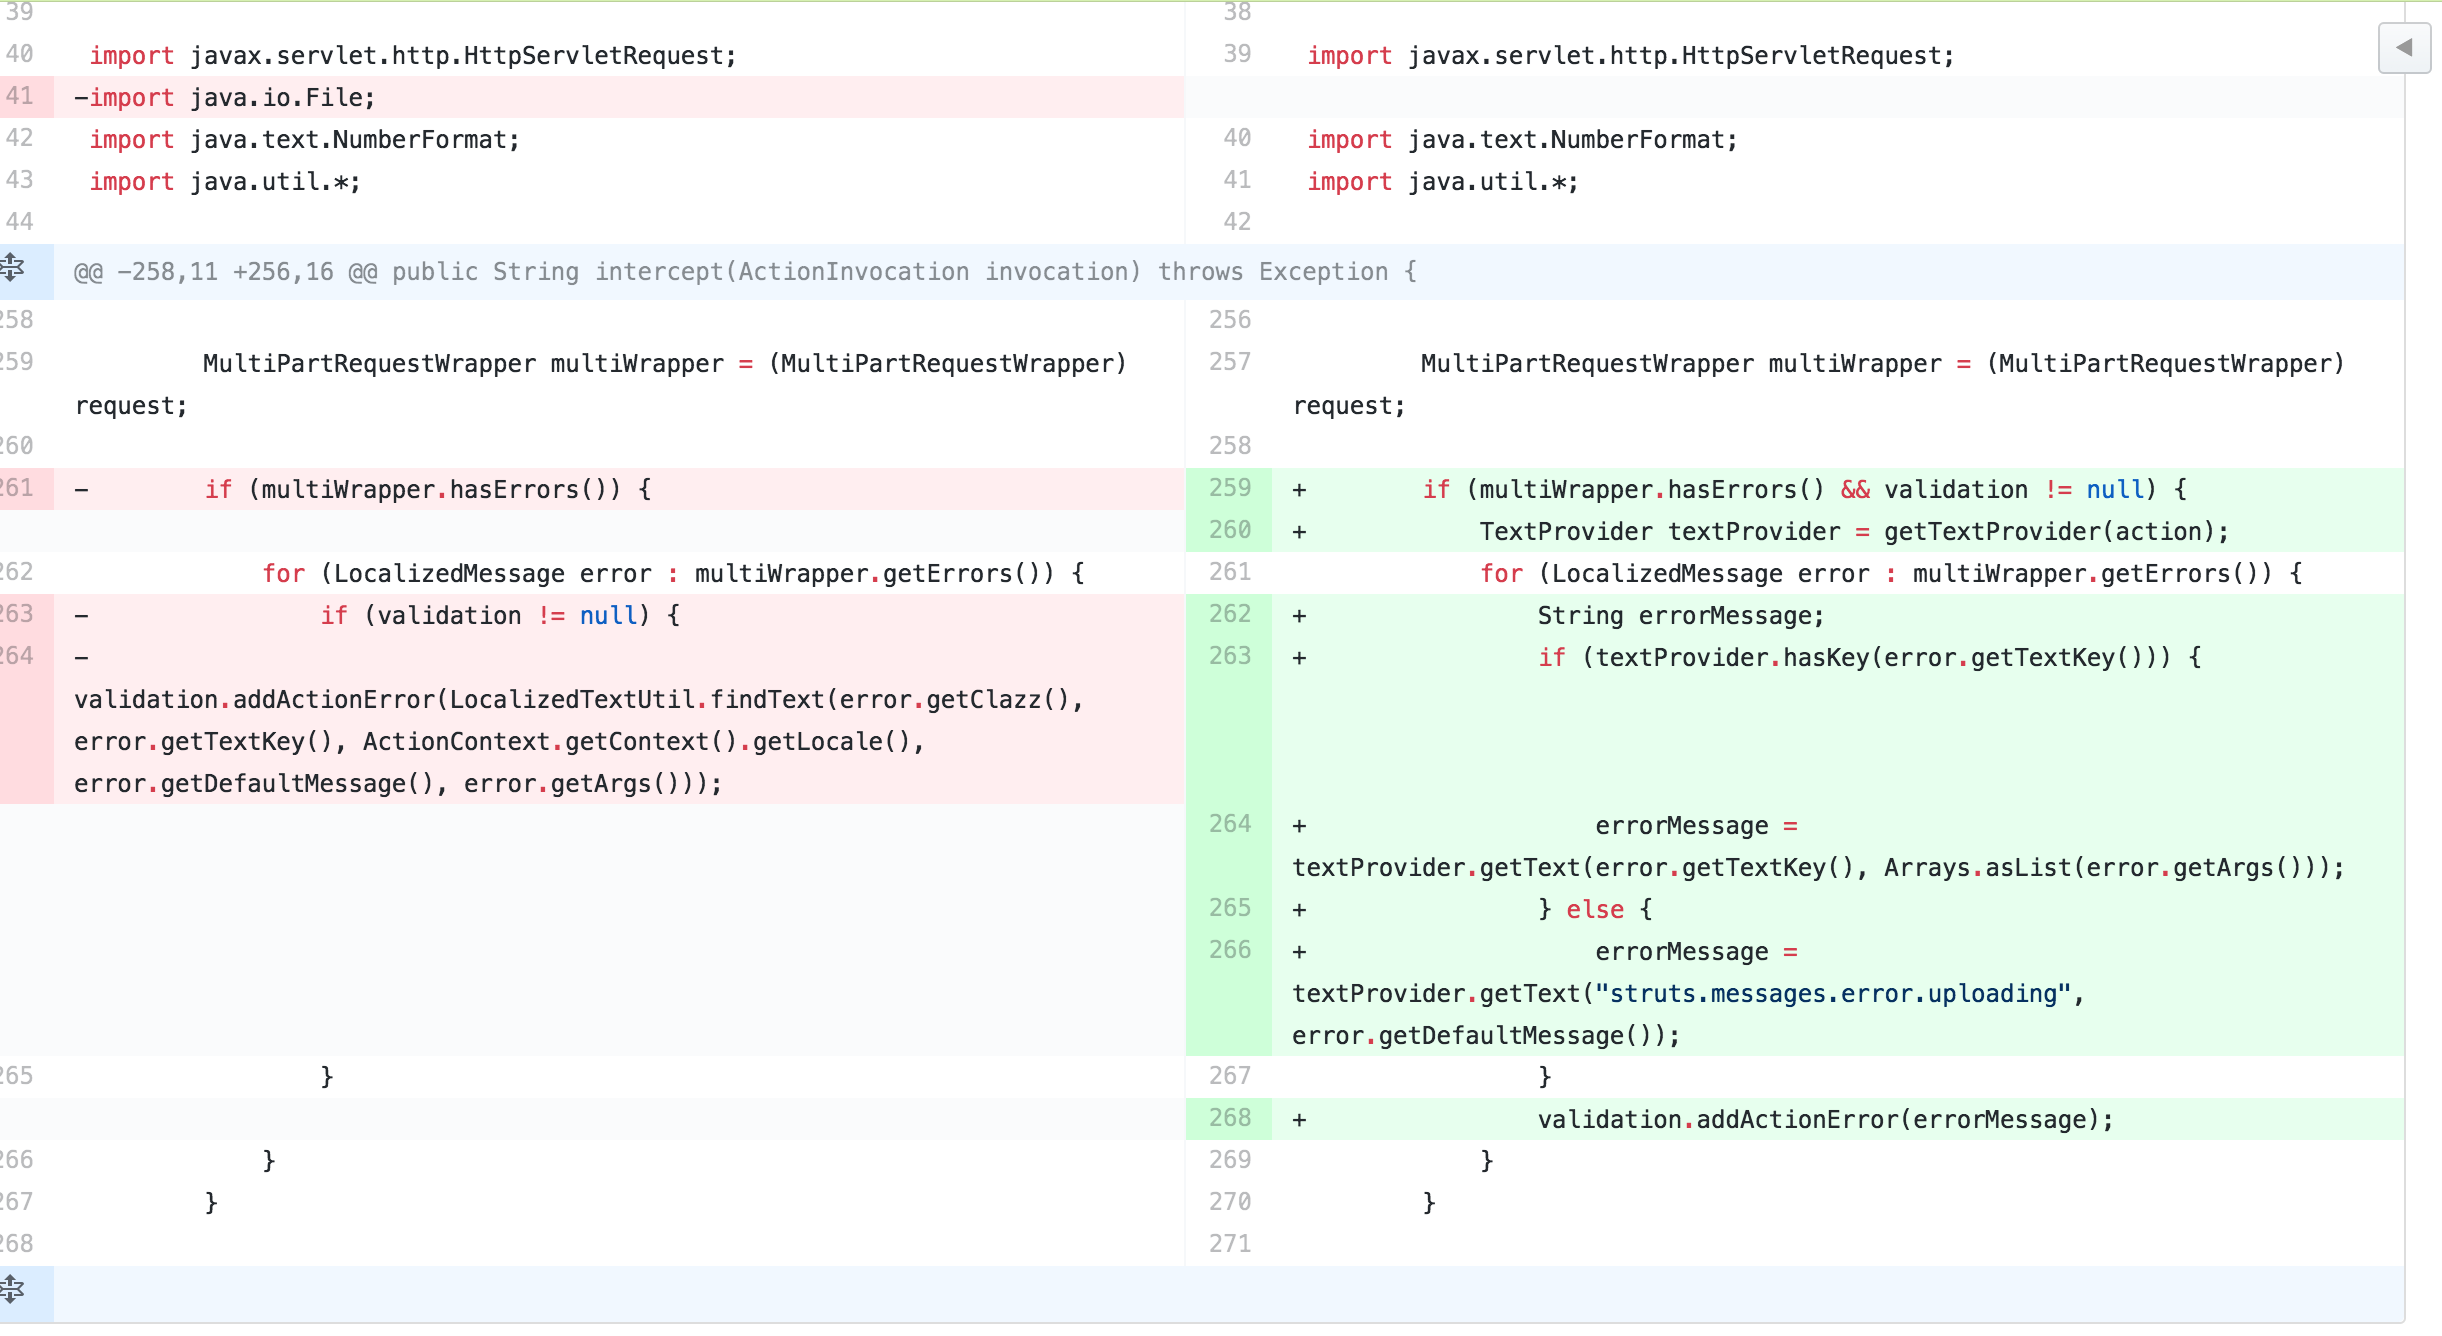 39
40 import javax.servlet.http.HttpServletRequest;
41 -import java.io.File;
42 import java.text.NumberFormat;
43 import java.util.*;
44
38
39 import javax.servlet.http.HttpServletRequest;
40 import java.text.NumberFormat;
41 import java.util.*;
42
@@ -258,11 +256,16 @@ public String intercept(ActionInvocation invocation) throws Exception {
258
259 MultiPartRequestWrapper multiWrapper = (MultiPartRequestWrapper)
request;
260
261 - if (multiWrapper.hasErrors()) {
262 for (LocalizedMessage error : multiWrapper.getErrors()) {
263 - if (validation != null) {
264 -
validation.addActionError(LocalizedTextUtil.findText(error.getClazz(),
error.getTextKey(), ActionContext.getContext().getLocale(),
error.getDefaultMessage(), error.getArgs()));
265 }
266 }
267 }
268
256
257 MultiPartRequestWrapper multiWrapper = (MultiPartRequestWrapper)
request;
258
259 + if (multiWrapper.hasErrors() && validation != null) {
260 + TextProvider textProvider = getTextProvider(action);
261 for (LocalizedMessage error : multiWrapper.getErrors()) {
262 + String errorMessage;
263 + if (textProvider.hasKey(error.getTextKey())) {
264 + errorMessage =
textProvider.getText(error.getTextKey(), Arrays.asList(error.getArgs()));
265 + } else {
266 + errorMessage =
textProvider.getText("struts.messages.error.uploading",
error.getDefaultMessage());
267 }
268 + validation.addActionError(errorMessage);
269 }
270 }
271